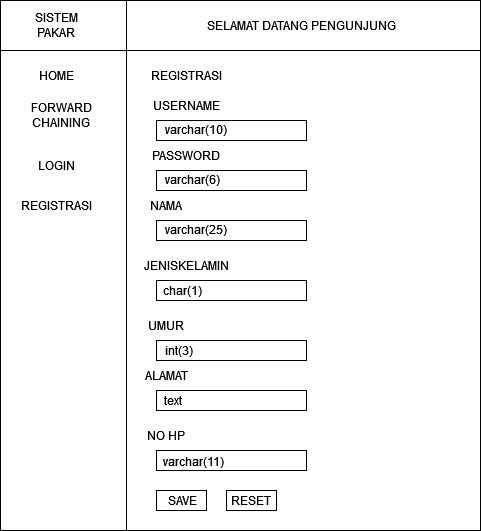 SISTEM
PAKAR
SELAMAT DATANG PENGUNJUNG
HOME
FORWARD
CHAINING
LOGIN
REGISTRASI
REGISTRASI
USERNAME
varchar(10)
PASSWORD
varchar(6)
NAMA
varchar(25)
JENISKELAMIN
char(1)
UMUR
int(3)
ALAMAT
text
NO HP
varchar(11)
SAVE RESET